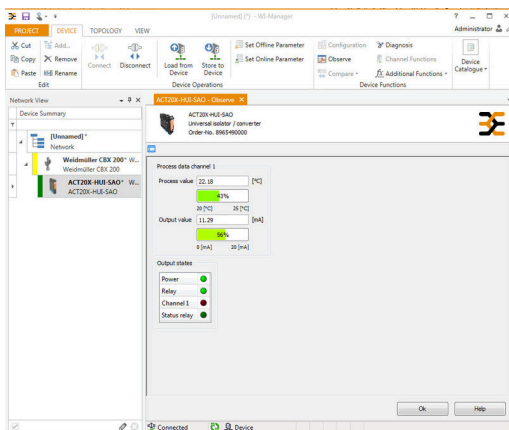 [Unnamed] (*) - WI-Manager
PROJECT DEVICE TOPOLOGY VIEW Administrator
Cut Add... Load from Device Store to Device Set Offline Parameter Configuration Diagnosis Device Catalogue
Copy Remove Connect Disconnect Set Online Parameter Observe Channel Functions
Paste Rename Compare Additional Functions
Edit Device Operations Device Functions
Network View
Device Summary
[Unnamed]*
Network
Weidmüller CBX 200* W...
Weidmüller CBX 200
ACT20X-HUI-SAO* W...
ACT20X-HUI-SAO
ACT20X-HUI-SAO - Observe
ACT20X-HUI-SAO
Universal isolator / converter
Order-No. 8965490000
Process data channel 1
Process value 22.18 [°C]
43%
20 [°C] 25 [°C]
Output value 11.29 [mA]
56%
0 [mA] 20 [mA]
Output states
Power
Relay
Channel 1
Status relay
Ok Help
Connected Device